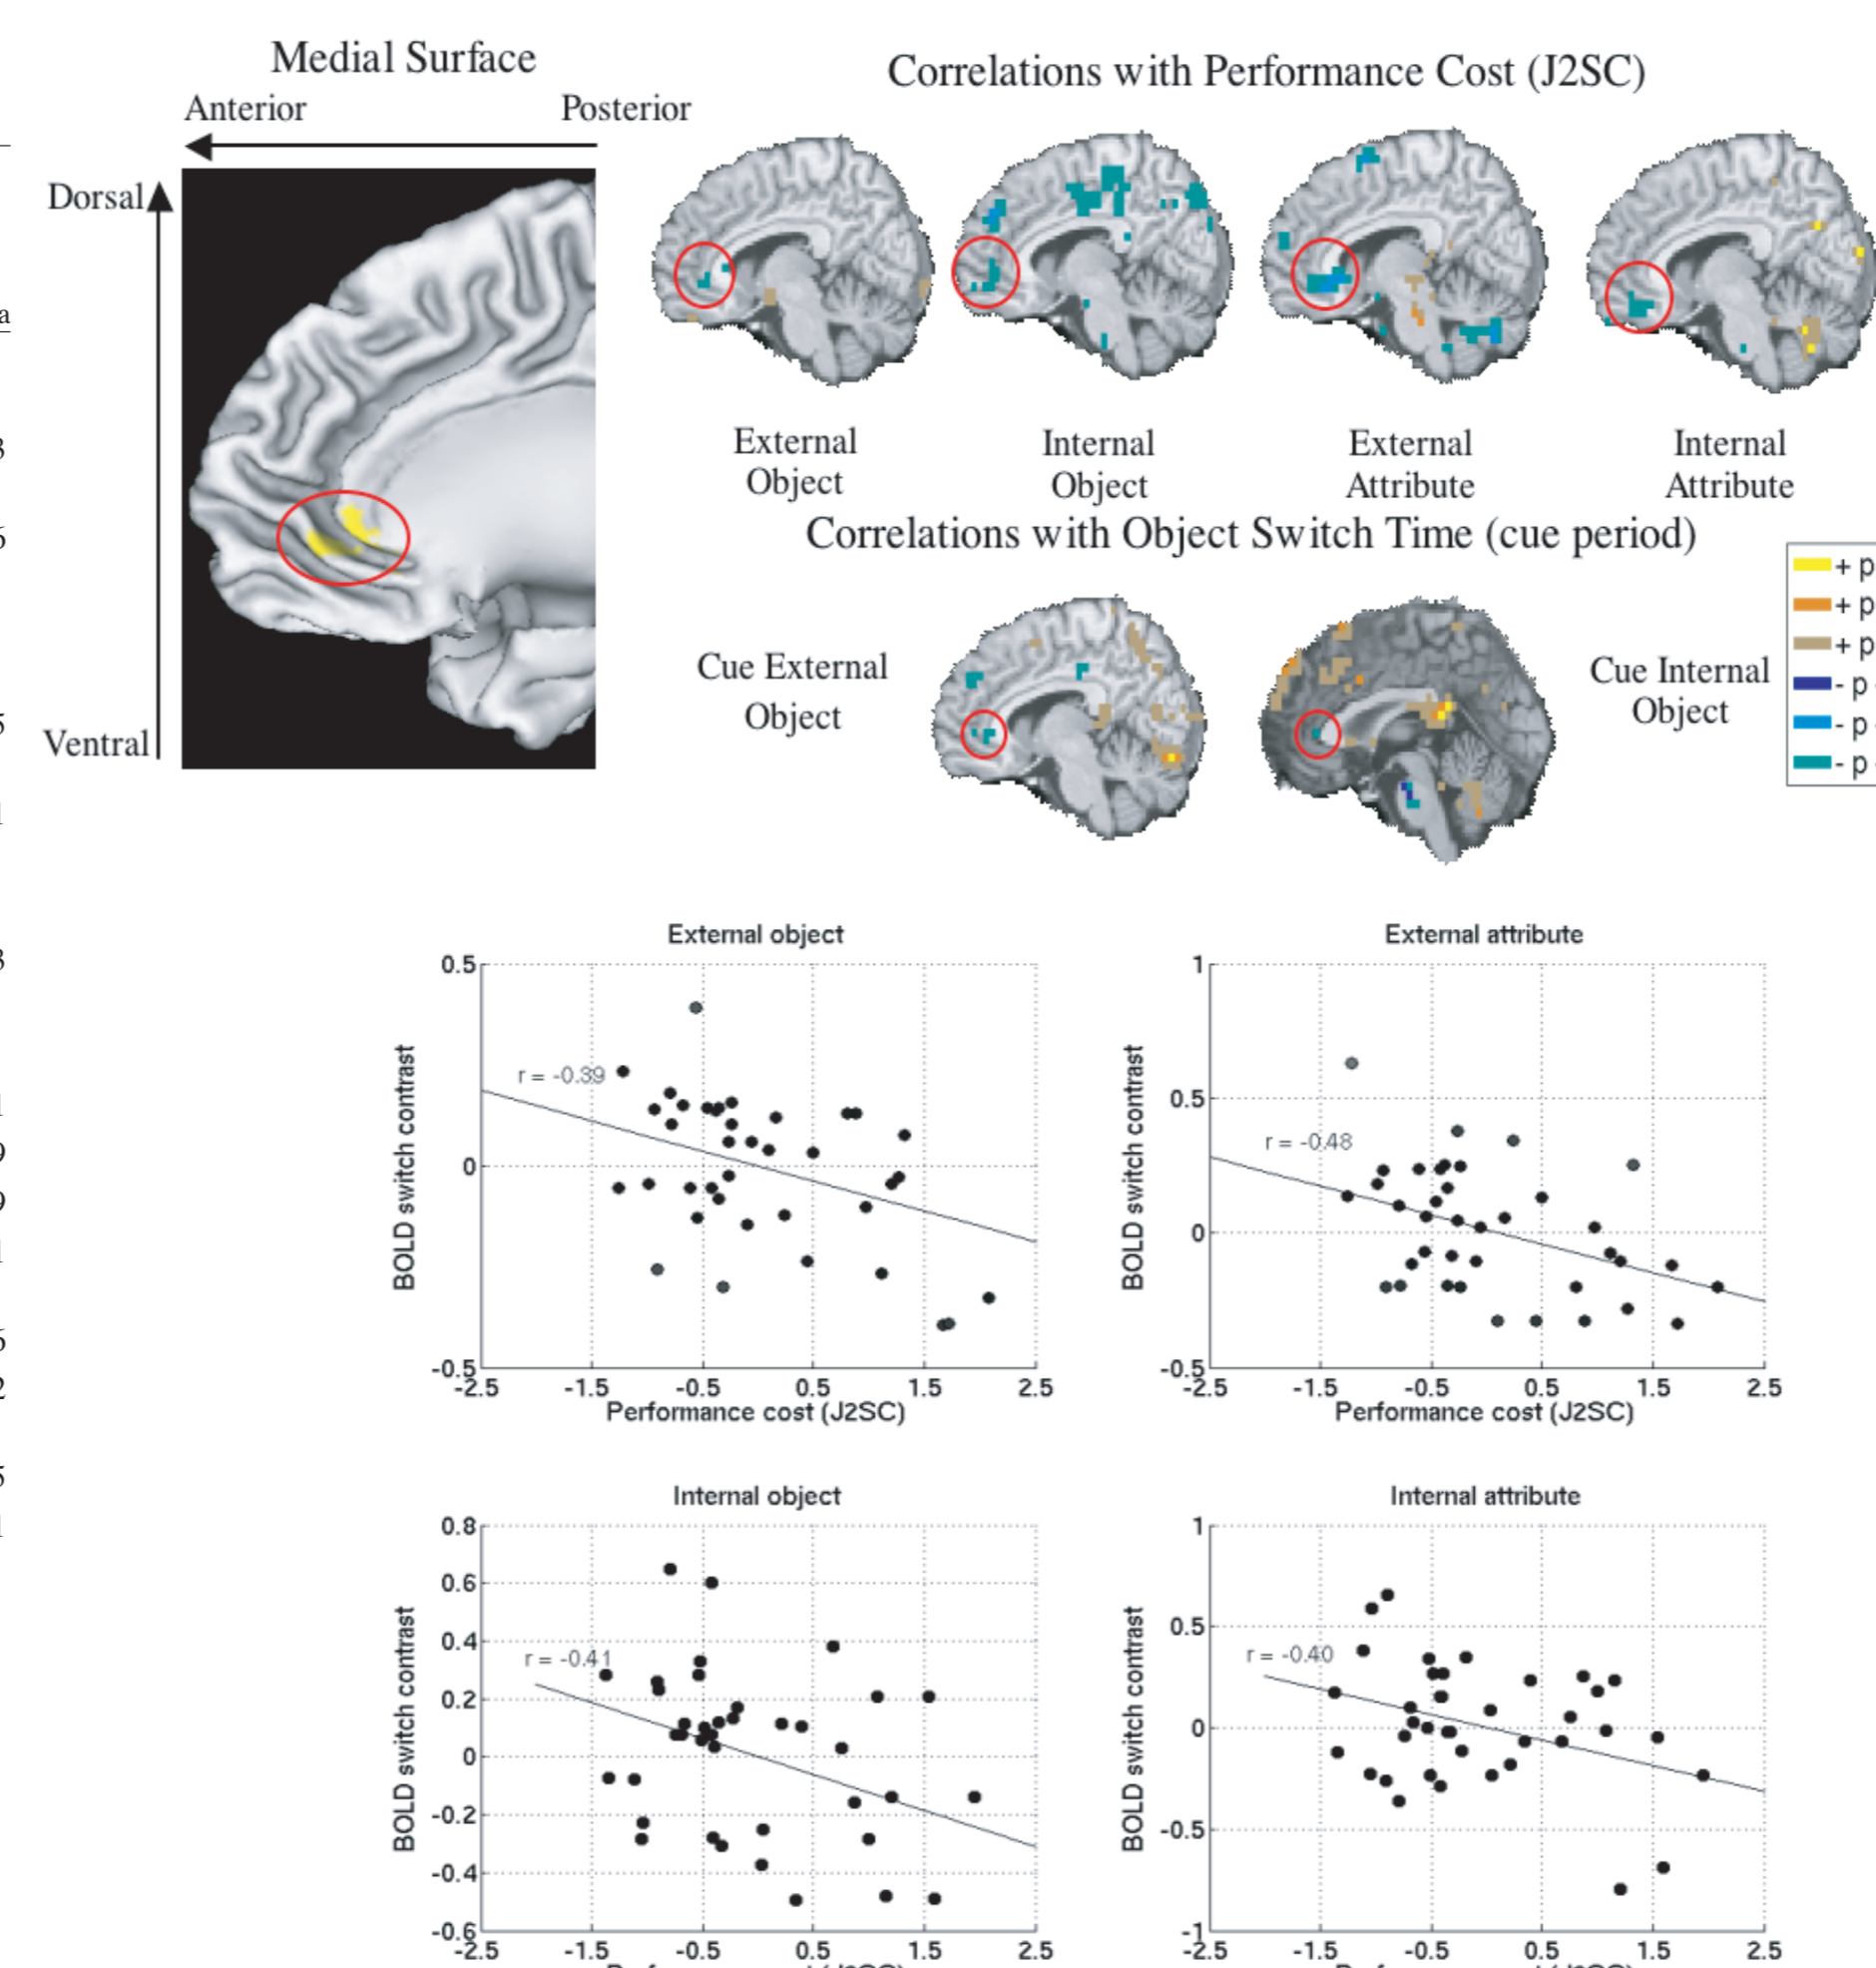 Medial Surface
Anterior
Posterior
Dorsal
Ventral
Correlations with Performance Cost (J2SC)
External
Object
Internal
Object
External
Attribute
Internal
Attribute
Correlations with Object Switch Time (cue period)
Cue External
Object
Cue Internal
Object
+ p
+ p
+ p
- p
- p
- p
External object
0.5
0
-0.5
r = -0.39
BOLD switch contrast
-2.5 -1.5 -0.5 0.5 1.5 2.5
Performance cost (J2SC)
External attribute
1
0.5
0
-0.5
r = -0.48
BOLD switch contrast
-2.5 -1.5 -0.5 0.5 1.5 2.5
Performance cost (J2SC)
Internal object
0.8
0.6
0.4
0.2
0
-0.2
-0.4
-0.6
r = -0.41
BOLD switch contrast
-2.5 -1.5 -0.5 0.5 1.5 2.5
Internal attribute
1
0.5
0
-0.5
-1
r = -0.40
BOLD switch contrast
-2.5 -1.5 -0.5 0.5 1.5 2.5